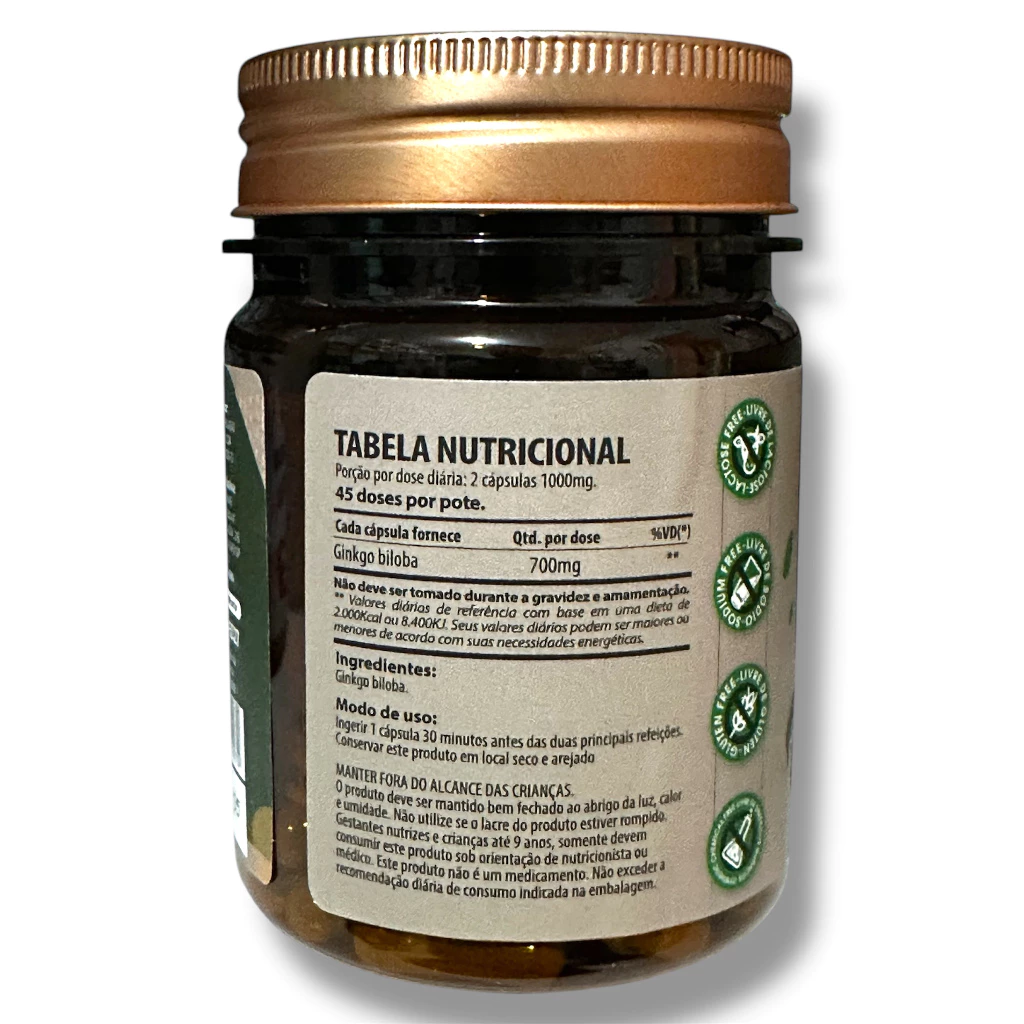 TABELA NUTRICIONAL
Porção por dose diária: 2 cápsulas 1000mg.
45 doses por pote.
Cada cápsula fornece Qtd. por dose %VD(*)
Ginkgo biloba 700mg **
Não deve ser tomado durante a gravidez e amamentação.
** Valores diários de referência com base em uma dieta de
2.000Kcal ou 8.400KJ. Seus valores diários podem ser maiores ou
menores de acordo com suas necessidades energéticas.
Ingredientes:
Ginkgo biloba.
Modo de uso:
Ingerir 1 cápsula 30 minutos antes das duas principais refeições.
Conservar este produto em local seco e arejado
MANTER FORA DO ALCANCE DAS CRIANÇAS.
O produto deve ser mantido bem fechado ao abrigo da luz, calor
e umidade. Não utilize se o lacre do produto estiver rompido.
Gestantes nutrizes e crianças até 9 anos, somente devem
consumir este produto sob orientação de nutricionista ou
médico. Este produto não é um medicamento. Não exceder a
recomendação diária de consumo indicada na embalagem.
LACTOSE FREE-LIVRE DE LACTOSE-
SODIUM FREE-LIVRE DE SODIO-
GLUTEN FREE-LIVRE DE GLUTEN-